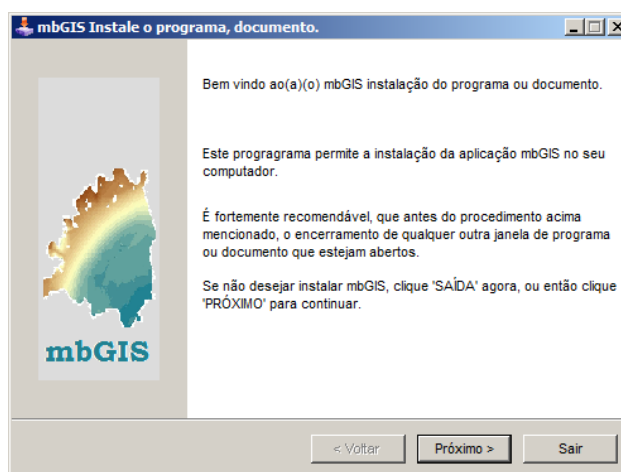 mbGIS Instale o programa, documento.
Bem vindo ao(a)(o) mbGIS instalação do programa ou documento.
Este progragrama permite a instalação da aplicação mbGIS no seu
computador.
É fortemente recomendável, que antes do procedimento acima
mencionado, o encerramento de qualquer outra janela de programa
ou documento que estejam abertos.
Se não desejar instalar mbGIS, clique 'SAÍDA' agora, ou então clique
'PRÓXIMO' para continuar.
mbGIS
< Voltar
Próximo >
Sair